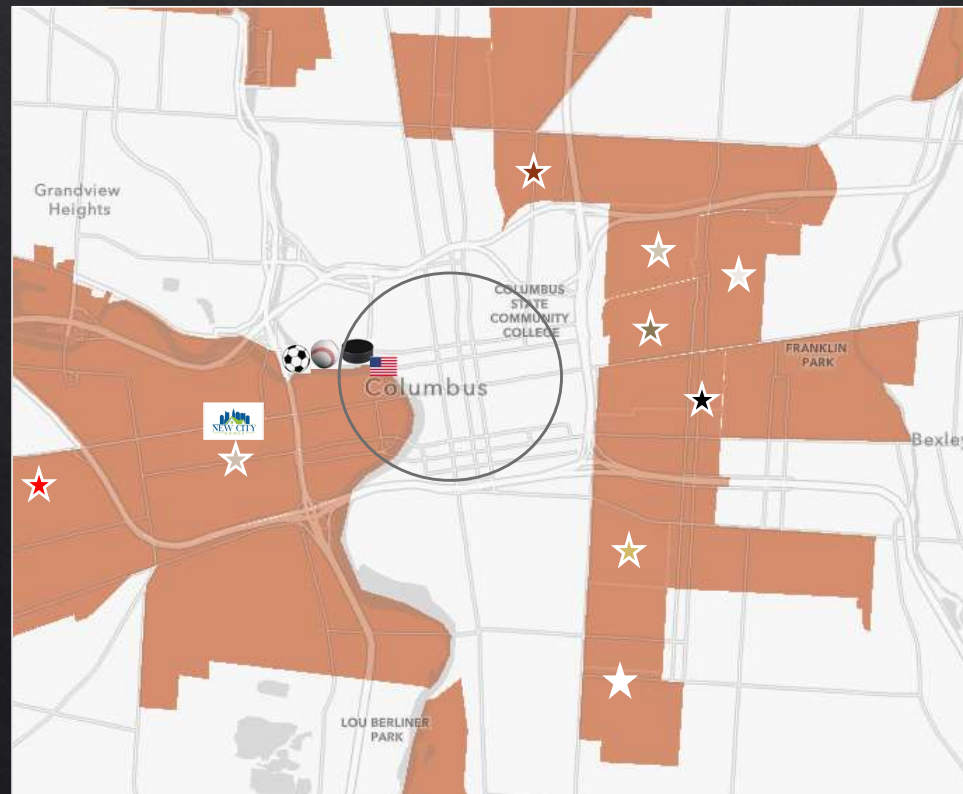 Grandview
Heights
COLUMBUS
STATE
COMMUNITY
COLLEGE
FRANKLIN
PARK
Columbus
NEW CITY
Bexley
LOU BERLINER
PARK